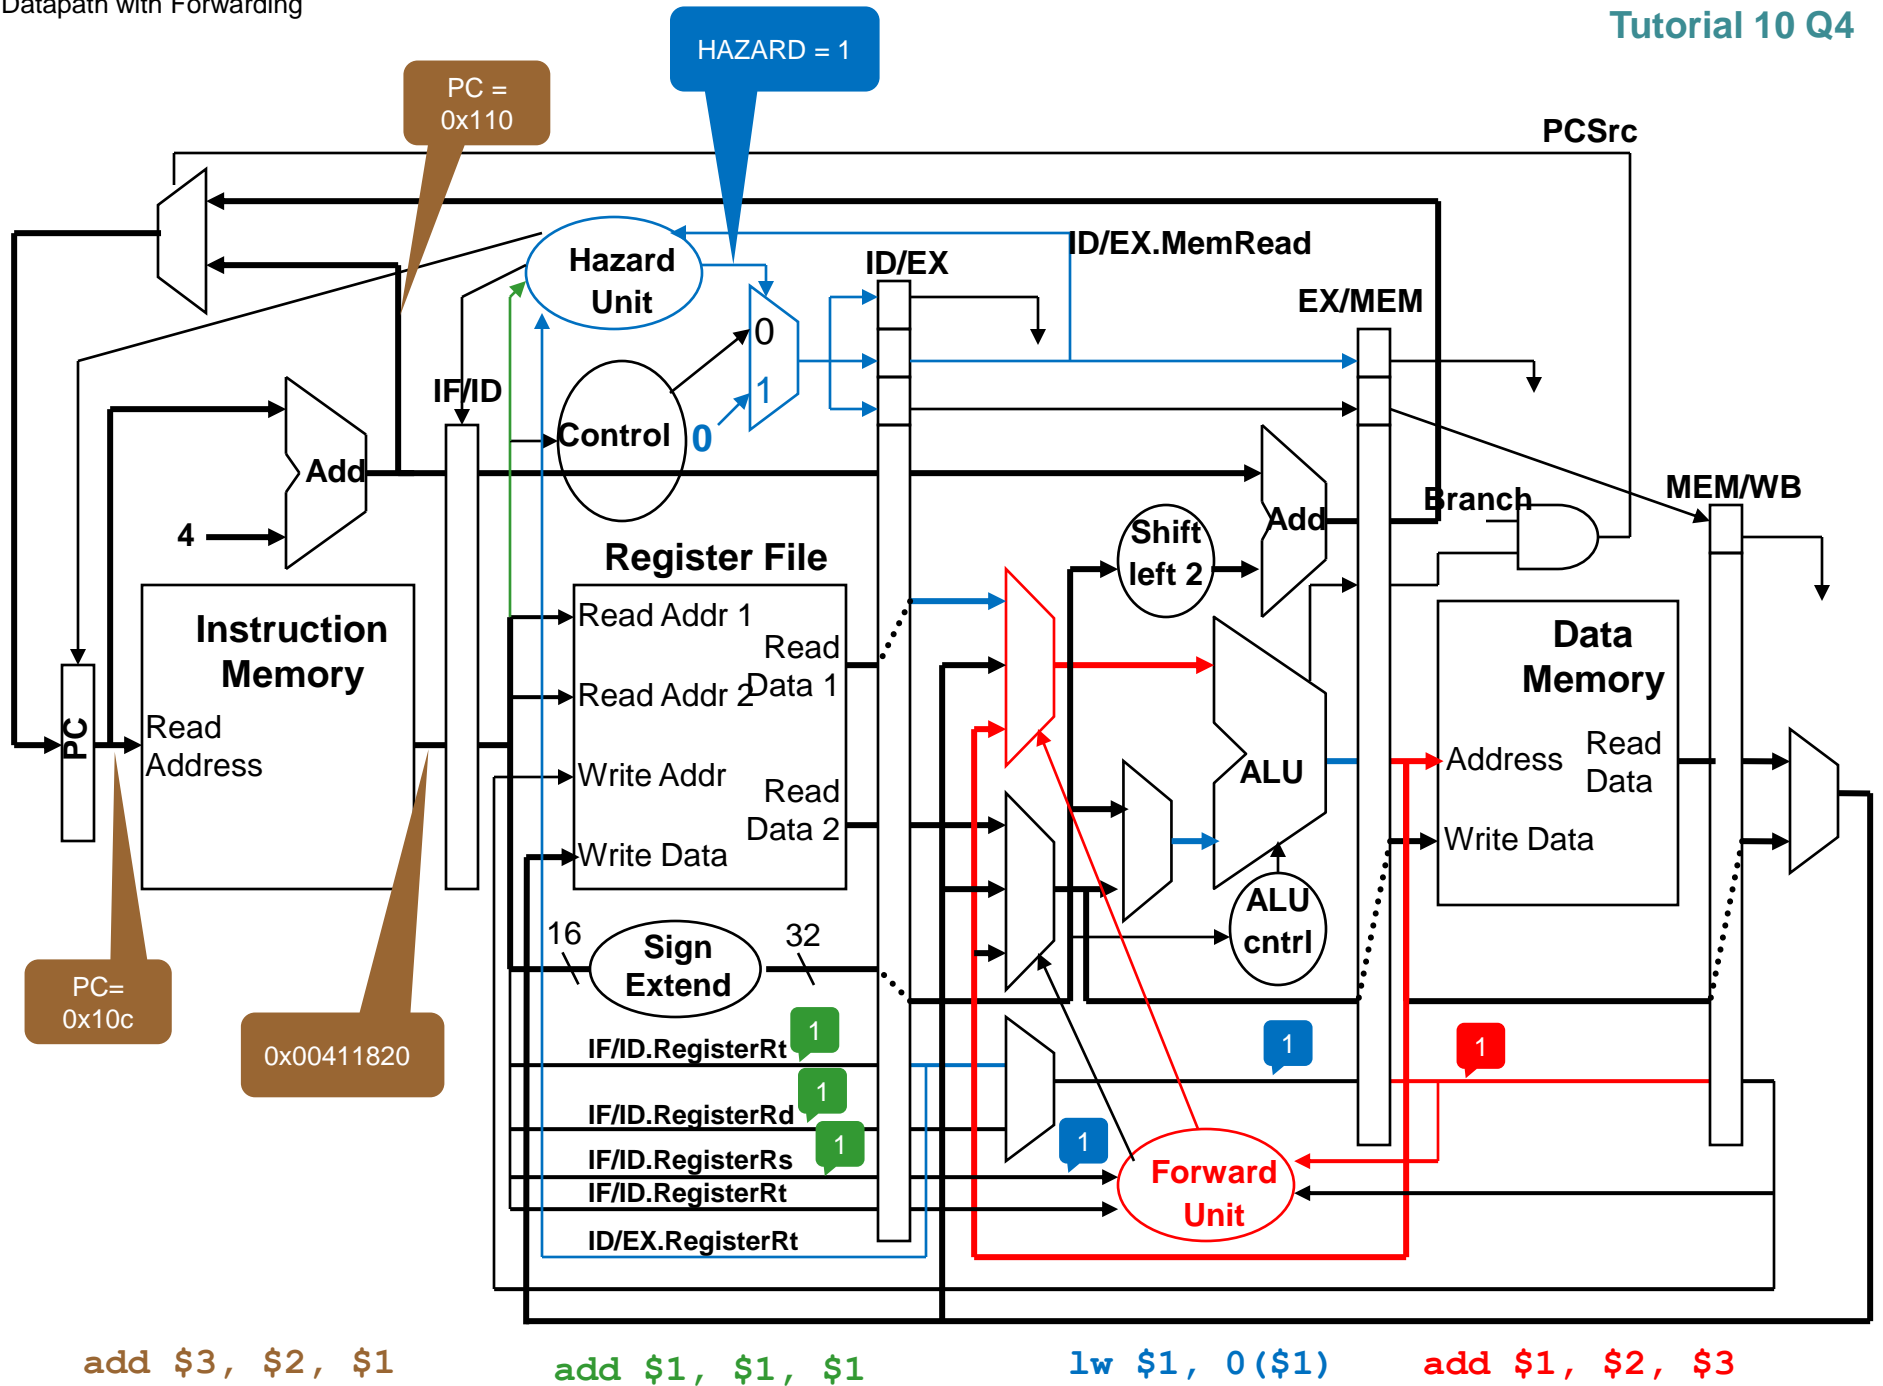 Datapath with Forwarding
Tutorial 10 Q4
HAZARD = 1
PC =
0x110
PCSrc
Hazard
Unit
ID/EX.MemRead
ID/EX
EX/MEM
0
1
0
IF/ID
Control
Add
4
Branch
MEM/WB
Shift
left 2
Add
Register File
Instruction
Memory
Read Addr 1
Read
Data 1
Read Addr 2
Data
Memory
PC
Read
Address
Write Addr
ALU
Address
Read
Data
Read
Data 2
Write Data
Write Data
ALU
cntrl
16
Sign
Extend
32
PC=
0x10c
0x00411820
IF/ID.RegisterRt
1
1
1
IF/ID.RegisterRd
1
IF/ID.RegisterRs
1
1
IF/ID.RegisterRt
Forward
Unit
ID/EX.RegisterRt
add $3, $2, $1
add $1, $1, $1
lw $1, 0($1)
add $1, $2, $3